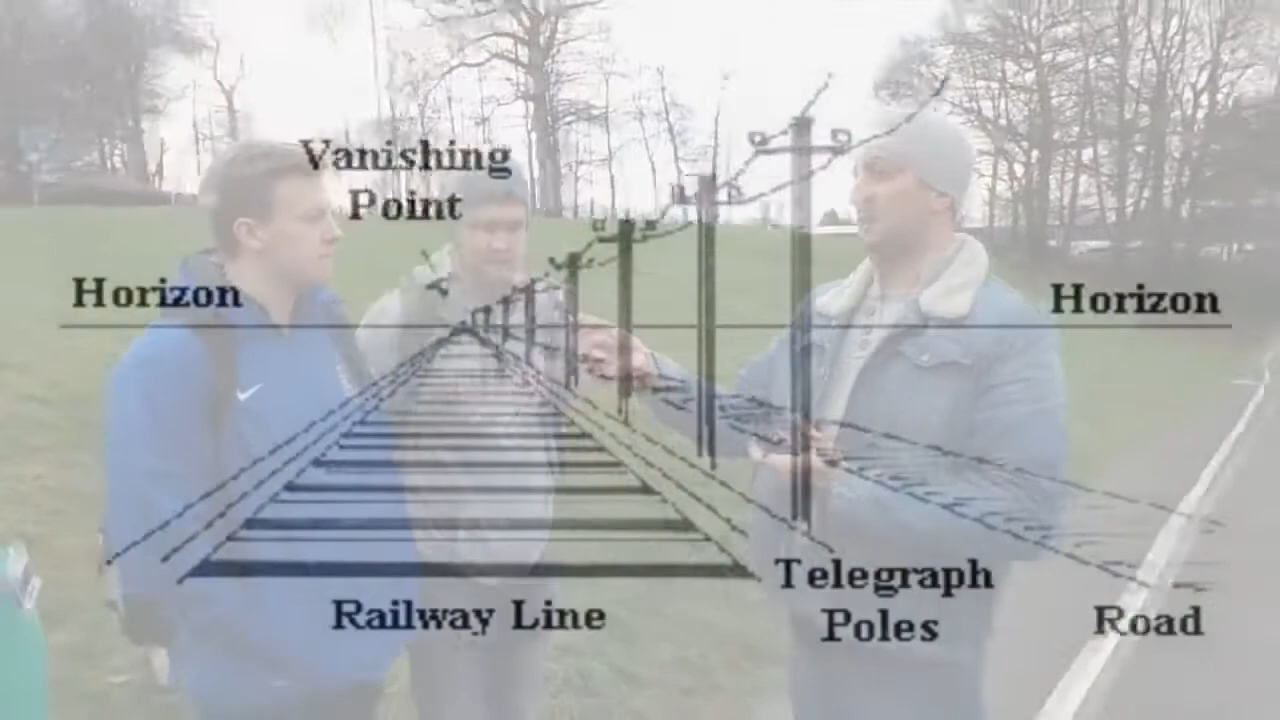 Vanishing
Point
Horizon
Horizon
Telegraph
Poles
Railway Line
Road